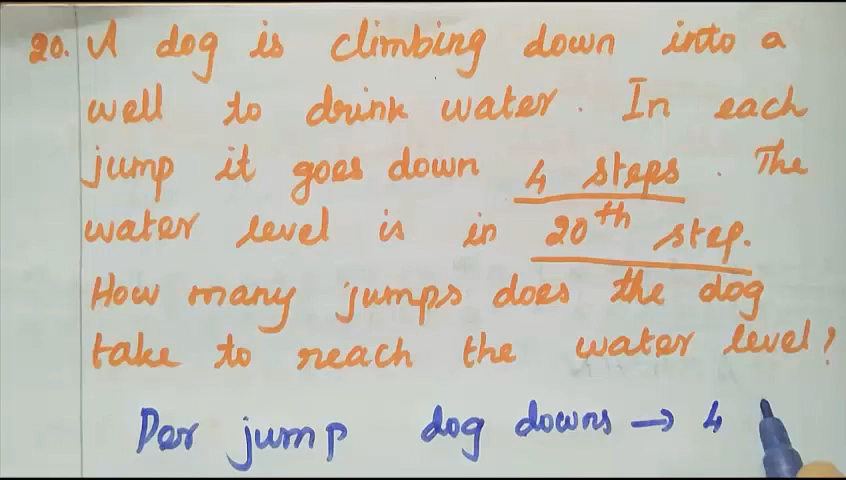 20. A dog is climbing down into a
well to drink water. In each
jump it goes down 4 steps. The
water level is in 20th step.
How many jumps does the dog
take to reach the water level?
Per jump dog downs → 4